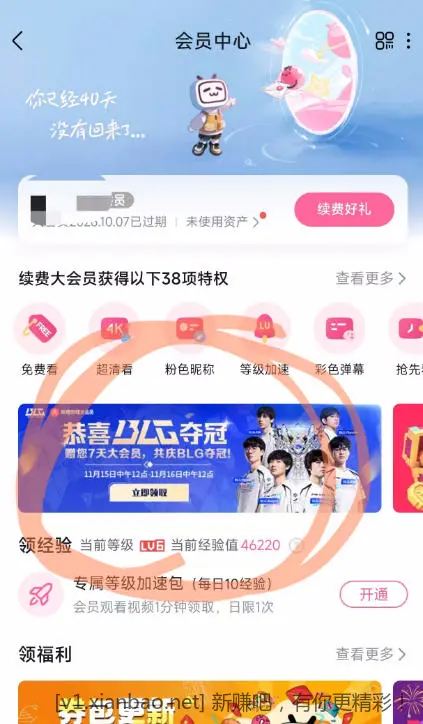 会员中心
你已经40天
没有回来了...
员
.10.07已过期 | 未使用资产 >
续费好礼
续费大会员获得以下38项特权
查看更多 >
FREE 4K LV
免费看 超清看 粉色昵称 等级加速 彩色弹幕 抢先
BLG
恭喜BLG夺冠
赠您7天大会员，共庆BLG夺冠!
11月15日中午12点-11月16日中午12点
立即领取
领经验 当前等级 LV6 当前经验值 46220
专属等级加速包（每日10经验）
会员观看视频1分钟领取，日限1次
开通
领福利
查看更多 >
[v1.xianbao.net] 新赚吧，有你更精彩！